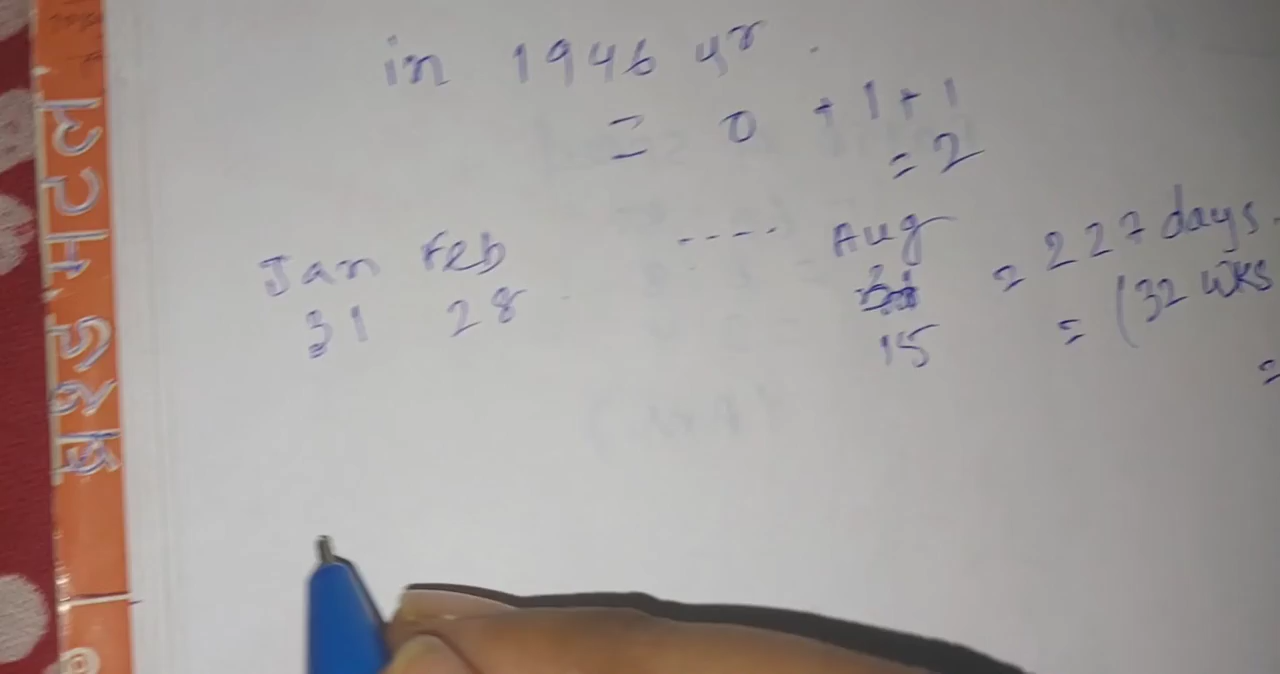 in 1946 yr.
= 0 + 1 + 1
= 2
Jan Feb ---- Aug = 227 days.
31 28 15 = (32 wks
=